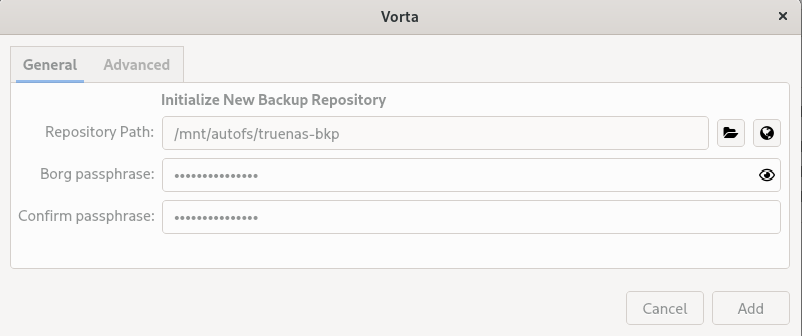 Vorta
General
Advanced
Initialize New Backup Repository
Repository Path: /mnt/autofs/truenas-bkp
Borg passphrase: •••••••••••••••
Confirm passphrase: •••••••••••••••
Cancel
Add